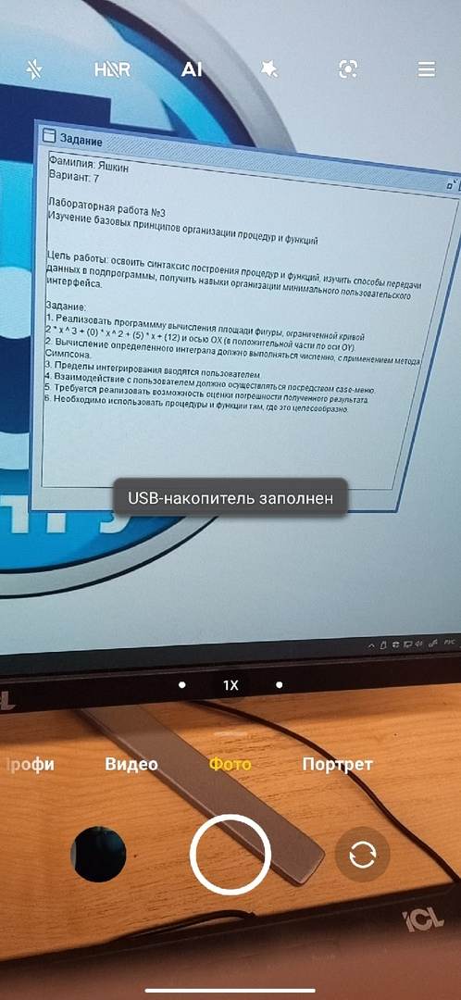 HDR
AI
Задание
Фамилия: Яшкин
Вариант: 7
Лабораторная работа №3
Изучение базовых принципов организации процедур и функций
Цель работы: освоить синтаксис построения процедур и функций, изучить способы передачи
данных в подпрограммы, получить навыки организации минимального пользовательского
интерфейса.
Задание:
1. Реализовать программму вычисления площади фигуры, ограниченной кривой
2 * x ^ 3 + (0) * x ^ 2 + (5) * x + (12) и осью OX (в положительной части по оси OY).
2. Вычисление определенного интеграла должно выполняться численно, с применением метода
Симпсона.
3. Пределы интегрирования вводятся пользователем.
4. Взаимодействие с пользователем должно осуществляться посредством case-меню.
5. Требуется реализовать возможность оценки погрешности полученного результата.
6. Необходимо использовать процедуры и функции там, где это целесообразно.
USB-накопитель заполнен
РУС
1X
Профи
Видео
Фото
Портрет
CL
iCL